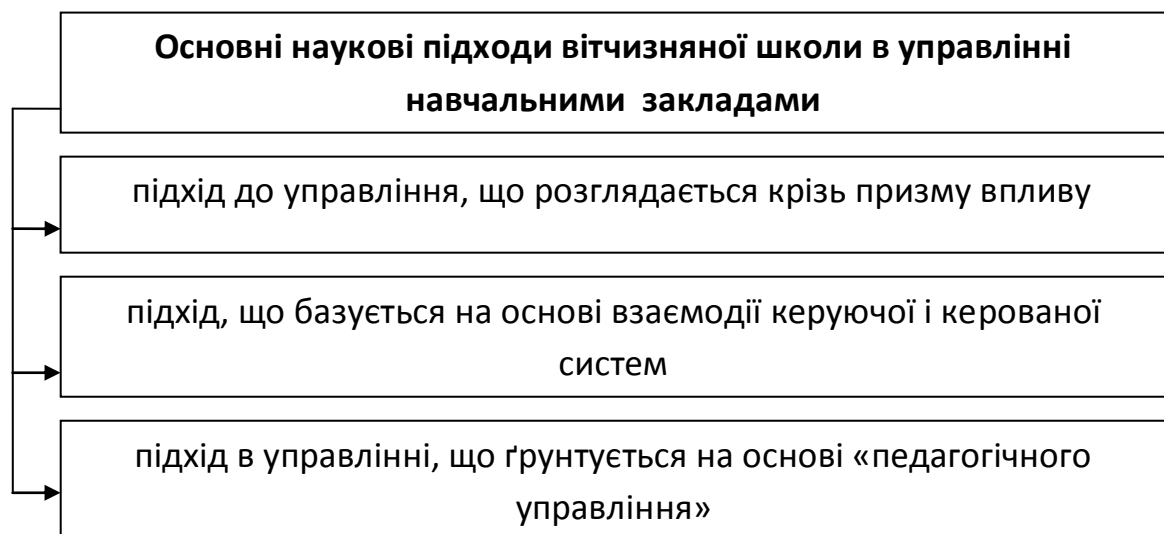 Основні наукові підходи вітчизняної школи в управлінні
навчальними закладами
підхід до управління, що розглядається крізь призму впливу
підхід, що базується на основі взаємодії керуючої і керованої
систем
підхід в управлінні, що ґрунтується на основі «педагогічного
управління»